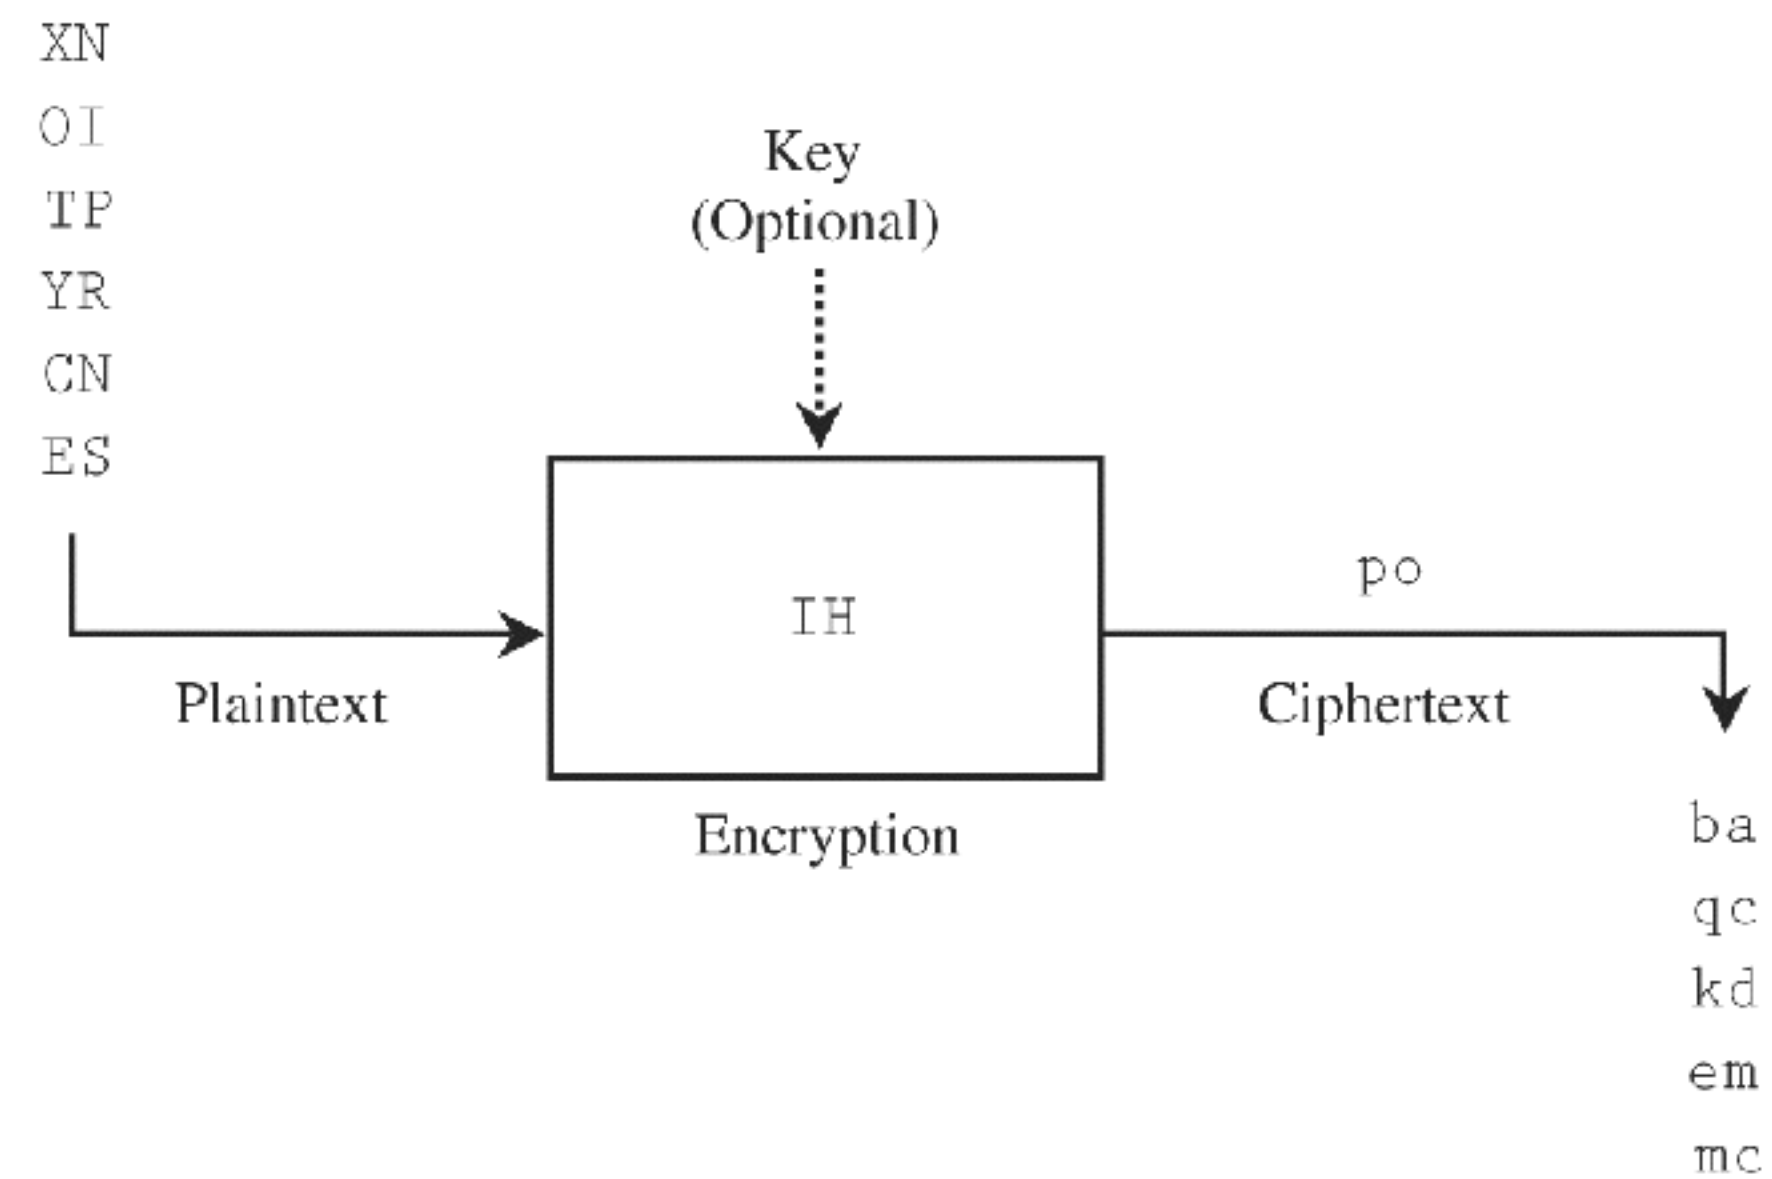 XN
OI
TP
YR
CN
ES
Key
(Optional)
IH
po
Plaintext
Ciphertext
Encryption
ba
qc
kd
em
mc